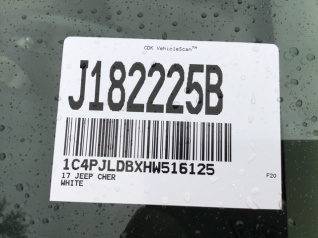 CDK VehicleScan™
J182225B
1C4PJLDBXHW516125
17 JEEP CHER
F20
WHITE